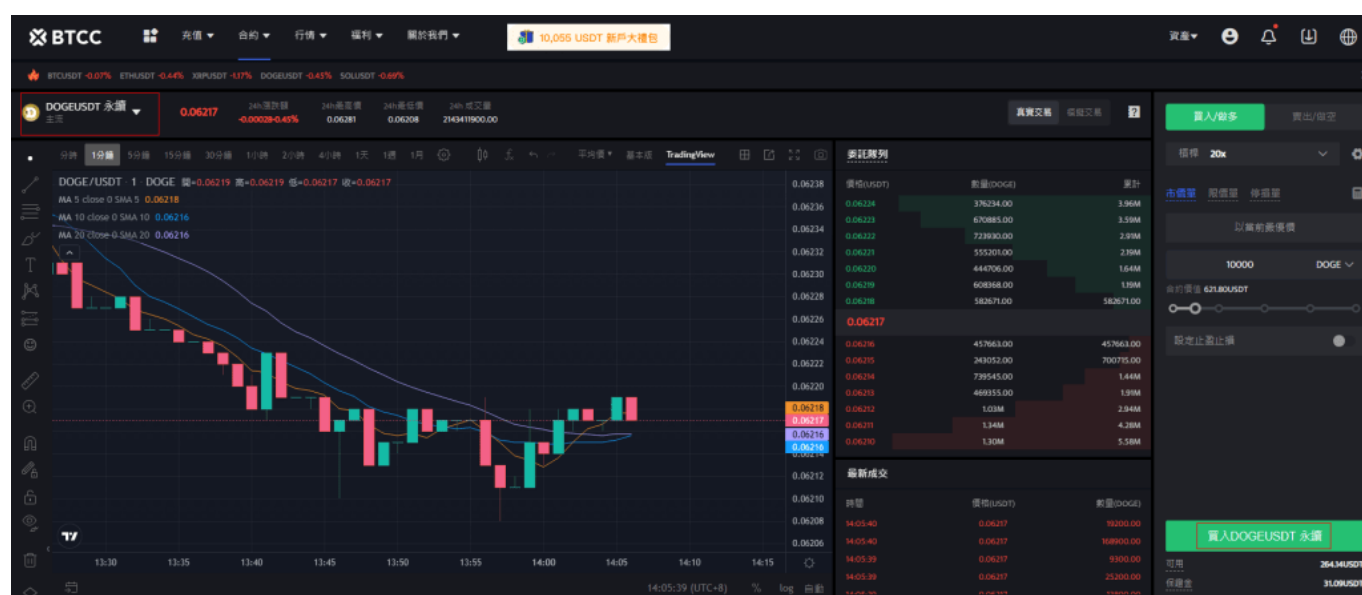 BTCC 充值 合約 行情 福利 關於我們 10,055 USDT 新戶大禮包 資產
BTCUSDT -0.07% ETHUSDT -0.44% XRPUSDT -1.17% DOGEUSDT -0.45% SOLUSDT -0.69%
DOGEUSDT 永續
主流
0.06217
24h漲跌額 24h最高價 24h最低價 24h 成交量
-0.00028-0.45% 0.06281 0.06208 2143411900.00
真實交易 模擬交易 ?
分時 1分鐘 5分鐘 15分鐘 30分鐘 1小時 2小時 4小時 1天 1週 1月 平均價 基本版 TradingView
DOGE/USDT · 1 · DOGE 開=0.06219 高=0.06219 低=0.06217 收=0.06217
MA 5 close 0 SMA 5 0.06218
MA 10 close 0 SMA 10 0.06216
MA 20 close 0 SMA 20 0.06216
0.06238
0.06236
0.06234
0.06232
0.06230
0.06228
0.06226
0.06224
0.06222
0.06220
0.06218
0.06217
0.06216
0.06216
0.06214
0.06212
0.06210
0.06208
0.06206
13:30 13:35 13:40 13:45 13:50 13:55 14:00 14:05 14:10 14:15
14:05:39 (UTC+8) % log 自動
委託隊列
價格(USDT) 數量(DOGE) 累計
0.06224 376234.00 3.96M
0.06223 670885.00 3.59M
0.06222 723930.00 2.91M
0.06221 555201.00 2.19M
0.06220 444706.00 1.64M
0.06219 608368.00 1.19M
0.06218 582671.00 582671.00
0.06217
0.06216 457663.00 457663.00
0.06215 243052.00 700715.00
0.06214 739545.00 1.44M
0.06213 469355.00 1.91M
0.06212 1.03M 2.94M
0.06211 1.34M 4.28M
0.06210 1.30M 5.58M
最新成交
時間 價格(USDT) 數量(DOGE)
14:05:40 0.06217 19200.00
14:05:40 0.06217 168900.00
14:05:39 0.06217 9300.00
14:05:39 0.06217 25200.00
買入/做多 賣出/做空
槓桿 20x
市價單 限價單 停損單
以當前最優價
10000 DOGE
合約價值 621.80USDT
設定止盈止損
買入DOGEUSDT 永續
可用 264.14USDT
保證金 31.09USDT